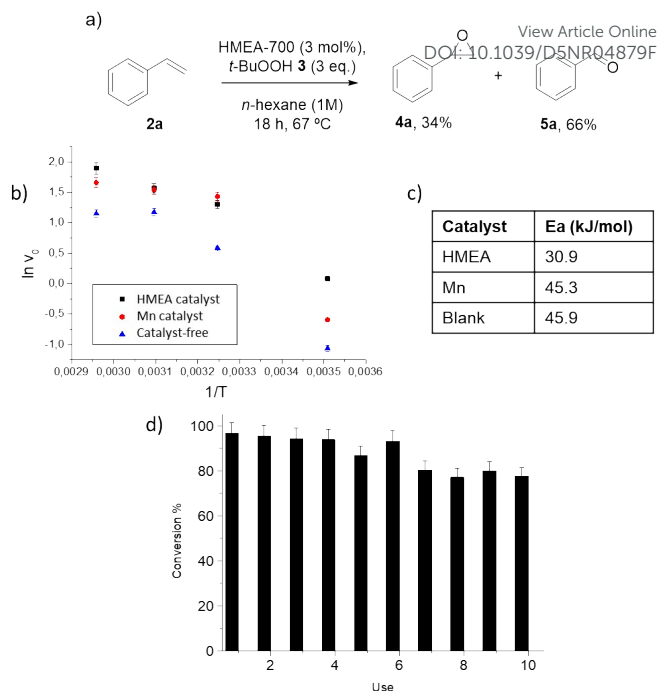 a)
View Article Online
DOI: 10.1039/D5NR04879F
HMEA-700 (3 mol%),
t-BuOOH 3 (3 eq.)
n-hexane (1M)
18 h, 67 ºC
2a
O
+
O
4a, 34%
5a, 66%
b)
ln v0
2,0
1,5
1,0
0,5
0,0
-0,5
-1,0
HMEA catalyst
Mn catalyst
Catalyst-free
0,0029 0,0030 0,0031 0,0032 0,0033 0,0034 0,0035 0,0036
1/T
c)
Catalyst Ea (kJ/mol)
HMEA 30.9
Mn 45.3
Blank 45.9
d)
Conversion %
100
80
60
40
20
0
2 4 6 8 10
Use